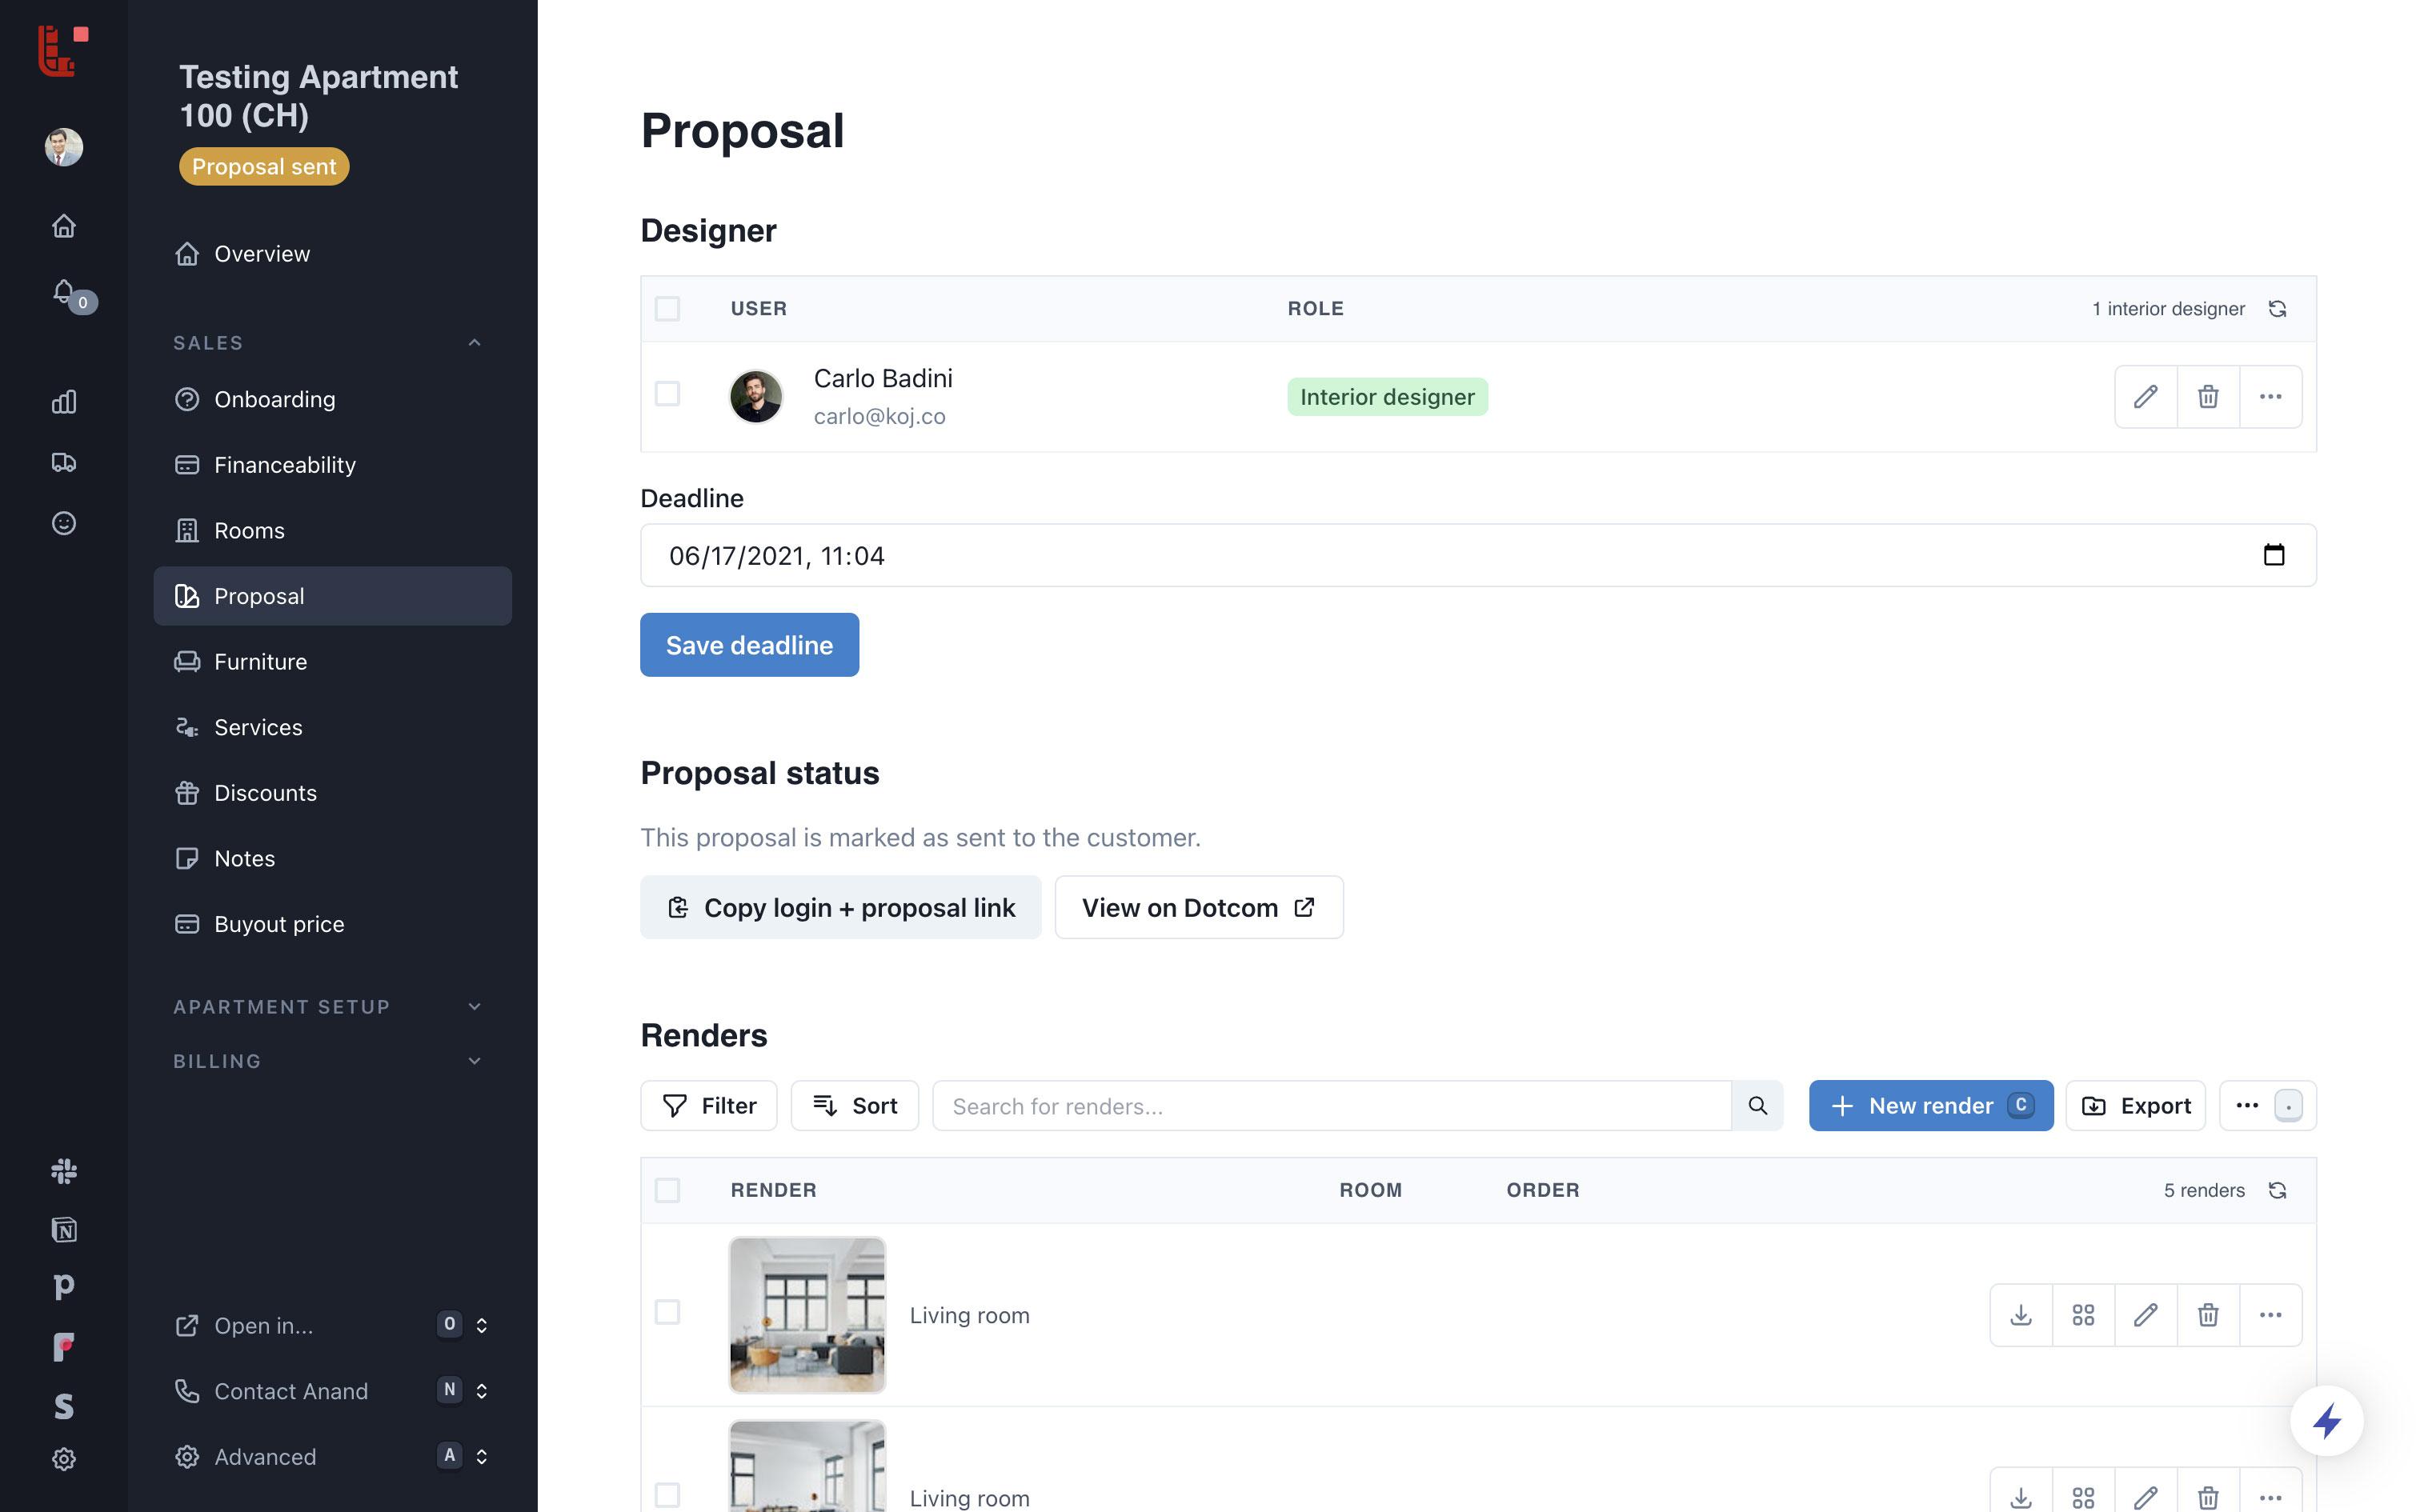 Testing Apartment
100 (CH)
Proposal sent
0
Overview
SALES
Onboarding
Financeability
Rooms
Proposal
Furniture
Services
Discounts
Notes
Buyout price
APARTMENT SETUP
BILLING
Open in... O
Contact Anand N
Advanced A
N
p
S
Proposal
Designer
USER ROLE 1 interior designer
Carlo Badini
carlo@koj.co
Interior designer
Deadline
06/17/2021, 11:04
Save deadline
Proposal status
This proposal is marked as sent to the customer.
Copy login + proposal link View on Dotcom
Renders
Filter Sort Search for renders... New render C Export .
RENDER ROOM ORDER 5 renders
Living room
Living room